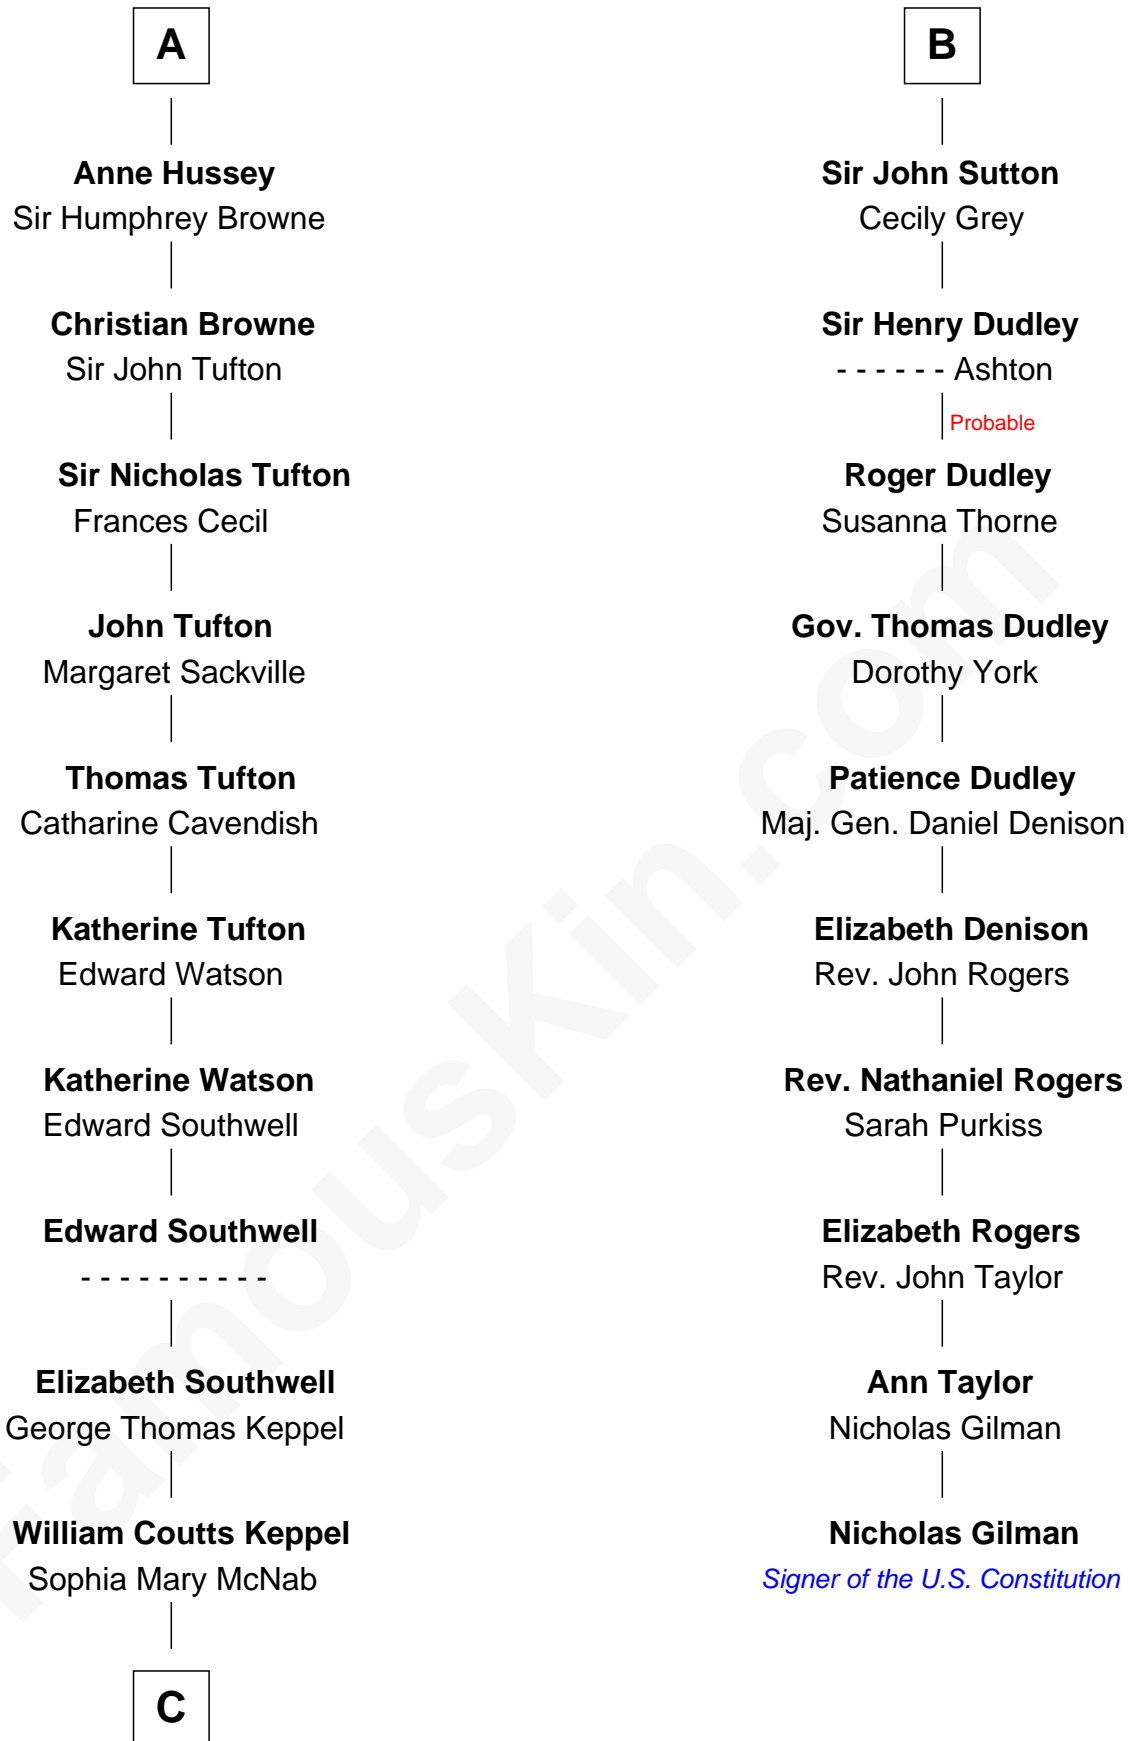 A
Anne Hussey
Sir Humphrey Browne
Christian Browne
Sir John Tufton
Sir Nicholas Tufton
Frances Cecil
John Tufton
Margaret Sackville
Thomas Tufton
Catharine Cavendish
Katherine Tufton
Edward Watson
Katherine Watson
Edward Southwell
Edward Southwell
- - - - - - - - - -
Elizabeth Southwell
George Thomas Keppel
William Coutts Keppel
Sophia Mary McNab
C
B
Sir John Sutton
Cecily Grey
Sir Henry Dudley
- - - - - - Ashton
Probable
Roger Dudley
Susanna Thorne
Gov. Thomas Dudley
Dorothy York
Patience Dudley
Maj. Gen. Daniel Denison
Elizabeth Denison
Rev. John Rogers
Rev. Nathaniel Rogers
Sarah Purkiss
Elizabeth Rogers
Rev. John Taylor
Ann Taylor
Nicholas Gilman
Nicholas Gilman
Signer of the U.S. Constitution
FamousKin.com